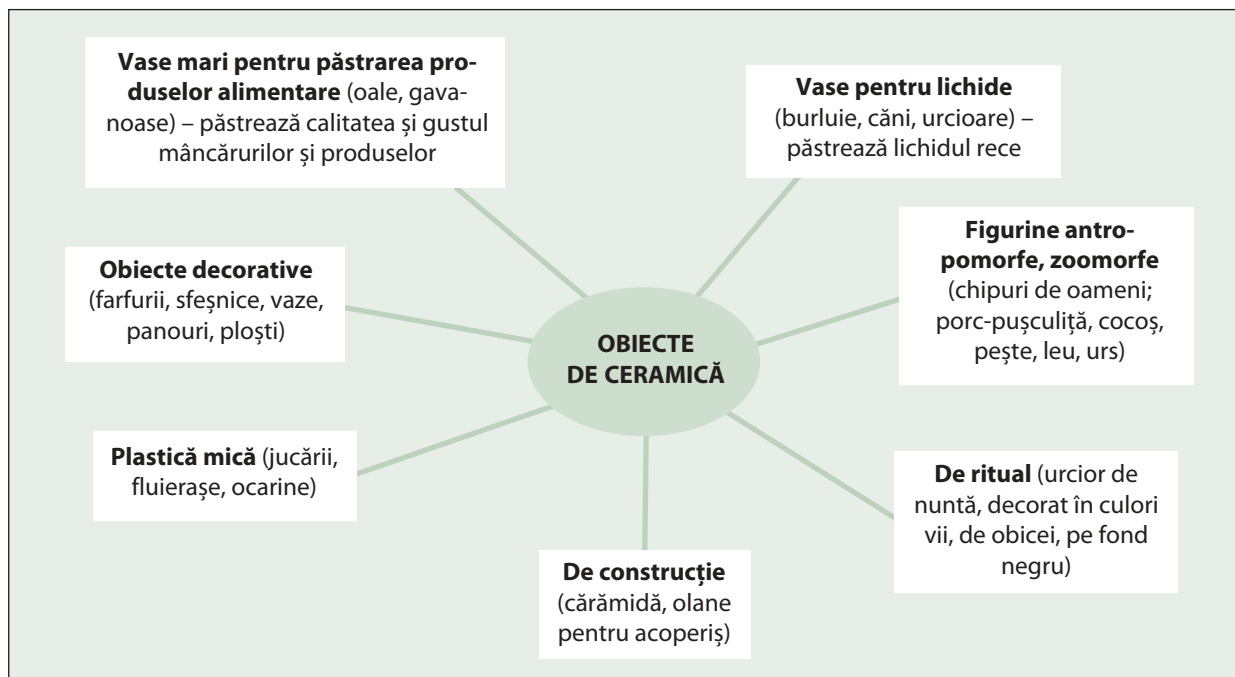 Vase mari pentru păstrarea pro-
duselor alimentare (oale, gava-
noase) – păstrează calitatea și gustul
mâncărurilor și produselor
Vase pentru lichide
(burluie, căni, urcioare) –
păstrează lichidul rece
Obiecte decorative
(farfurii, sfeșnice, vaze,
panouri, ploști)
Figurine antro-
pomorfe, zoomorfe
(chipuri de oameni;
porc-pușculiță, cocoș,
pește, leu, urs)
OBIECTE
DE CERAMICĂ
Plastică mică (jucării,
fluierașe, ocarine)
De ritual (urcior de
nuntă, decorat în culori
vii, de obicei, pe fond
negru)
De construcție
(cărămidă, olane
pentru acoperiș)